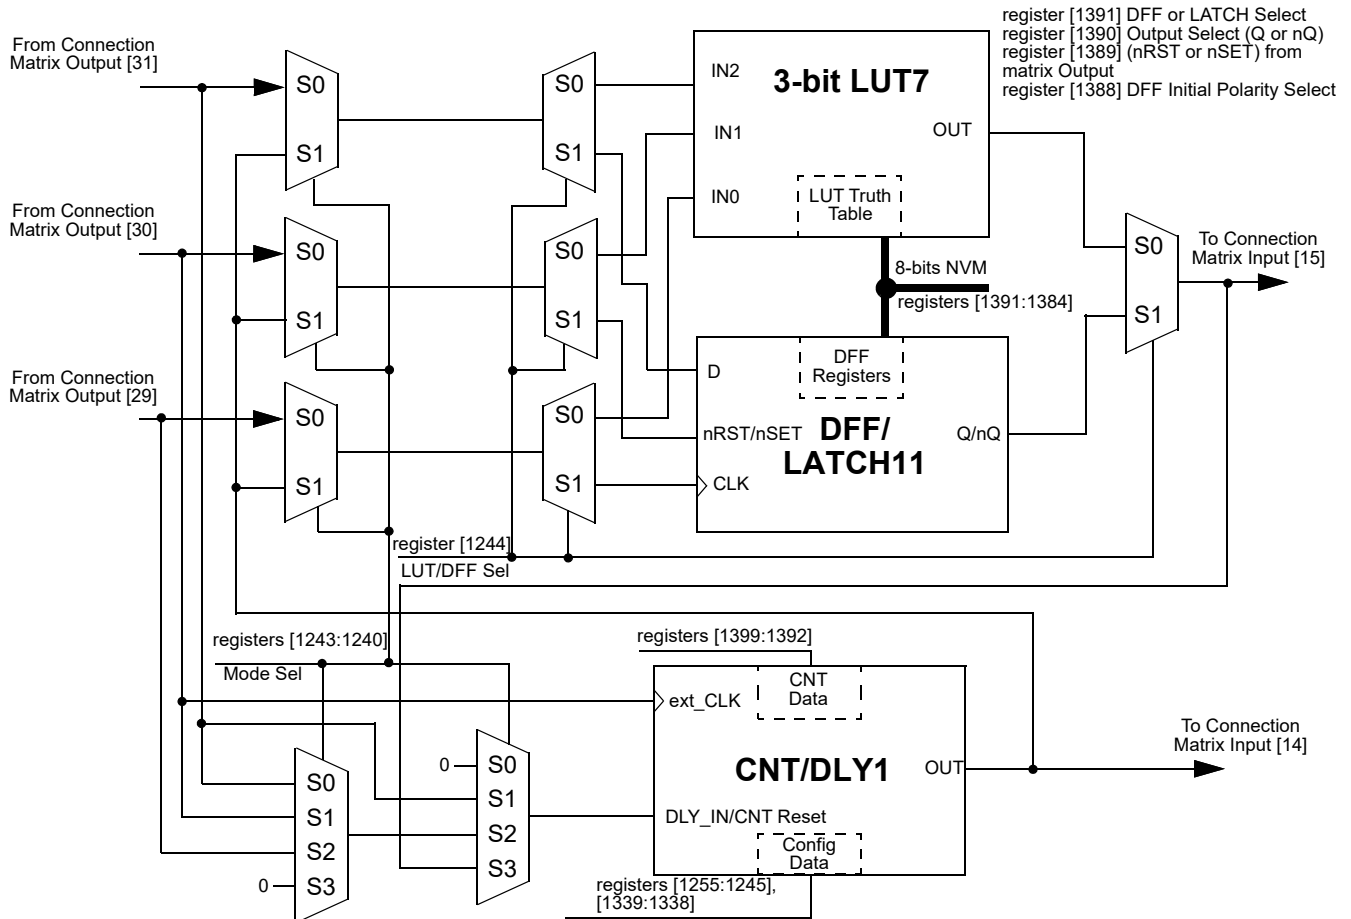 register [1391] DFF or LATCH Select
register [1390] Output Select (Q or nQ)
register [1389] (nRST or nSET) from
matrix Output
register [1388] DFF Initial Polarity Select
From Connection
Matrix Output [31]
S0
S1
S0
S1
IN2
3-bit LUT7
IN1
OUT
IN0
LUT Truth
Table
From Connection
Matrix Output [30]
S0
S1
S0
S1
8-bits NVM
registers [1391:1384]
S0
S1
To Connection
Matrix Input [15]
From Connection
Matrix Output [29]
S0
S1
S0
S1
DFF
Registers
D
nRST/nSET
DFF/
LATCH11
Q/nQ
CLK
register [1244]
LUT/DFF Sel
registers [1243:1240]
Mode Sel
registers [1399:1392]
CNT
Data
ext_CLK
CNT/DLY1
OUT
To Connection
Matrix Input [14]
DLY_IN/CNT Reset
Config
Data
0
S0
S1
S2
S3
S0
S1
S2
0
S3
registers [1255:1245],
[1339:1338]